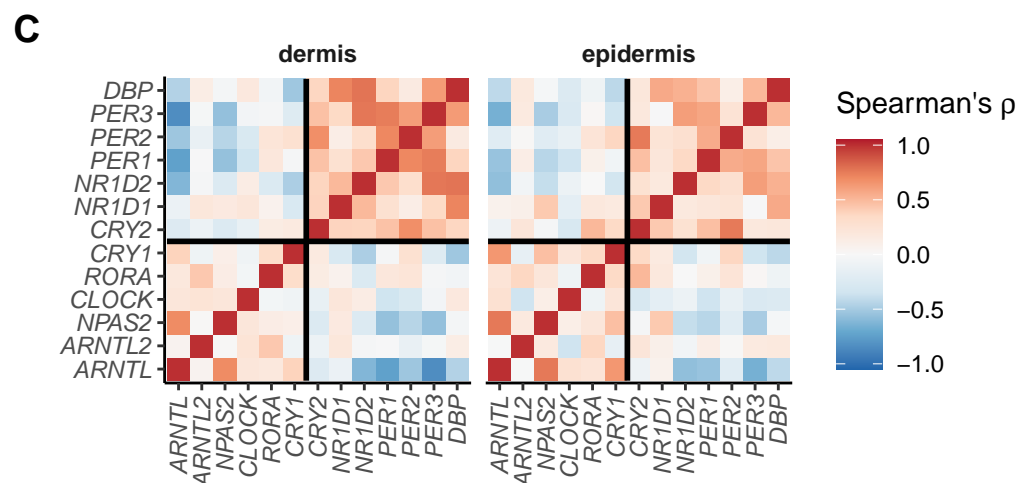 C
dermis
epidermis
DBP
PER3
PER2
PER1
NR1D2
NR1D1
CRY2
CRY1
RORA
CLOCK
NPAS2
ARNTL2
ARNTL
ARNTL
ARNTL2
NPAS2
CLOCK
RORA
CRY1
CRY2
NR1D1
NR1D2
PER1
PER2
PER3
DBP
ARNTL
ARNTL2
NPAS2
CLOCK
RORA
CRY1
CRY2
NR1D1
NR1D2
PER1
PER2
PER3
DBP
Spearman's ρ
1.0
0.5
0.0
−0.5
−1.0